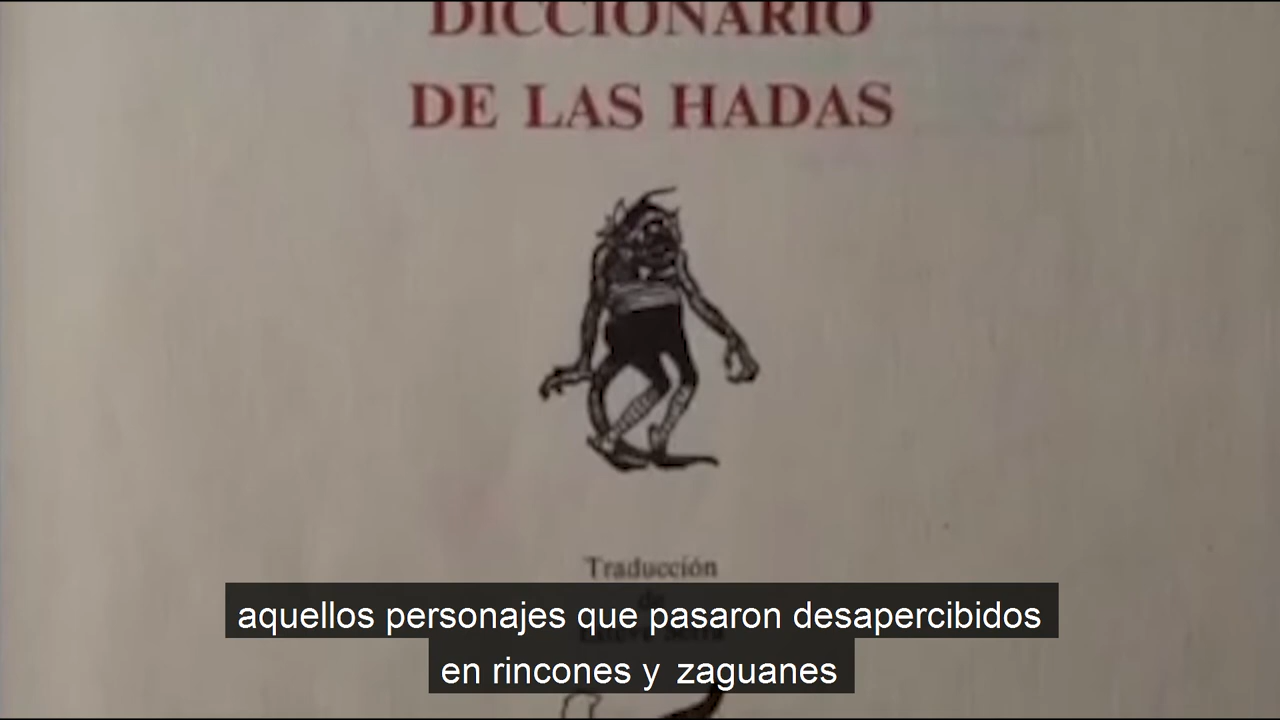 DICCIONARIO
DE LAS HADAS
Traducción
aquellos personajes que pasaron desapercibidos
en rincones y zaguanes